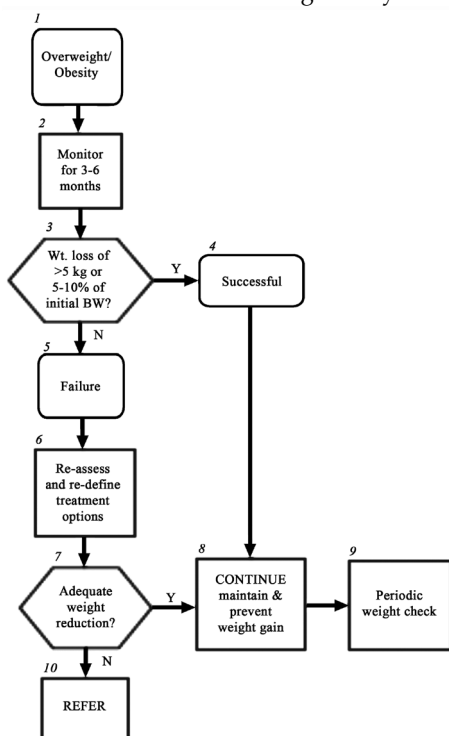 1
Overweight/
Obesity
2
Monitor
for 3-6
months
3
Wt. loss of
>5 kg or
5-10% of
initial BW?
Y
4
Successful
N
5
Failure
6
Re-assess
and re-define
treatment
options
7
Adequate
weight
reduction?
Y
8
CONTINUE
maintain &
prevent
weight gain
9
Periodic
weight check
N
10
REFER